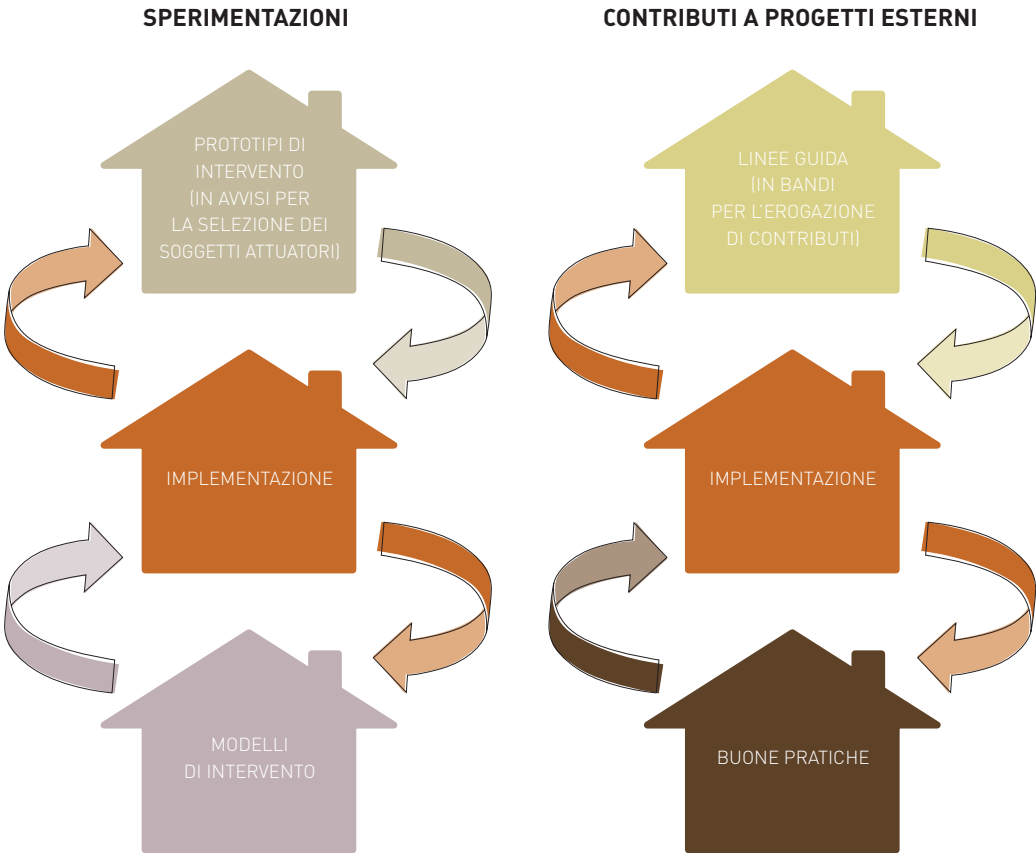 SPERIMENTAZIONI
PROTOTIPI DI
INTERVENTO
(IN AVVISI PER
LA SELEZIONE DEI
SOGGETTI ATTUATORI)
IMPLEMENTAZIONE
MODELLI
DI INTERVENTO
CONTRIBUTI A PROGETTI ESTERNI
LINEE GUIDA
(IN BANDI
PER L'EROGAZIONE
DI CONTRIBUTI)
IMPLEMENTAZIONE
BUONE PRATICHE